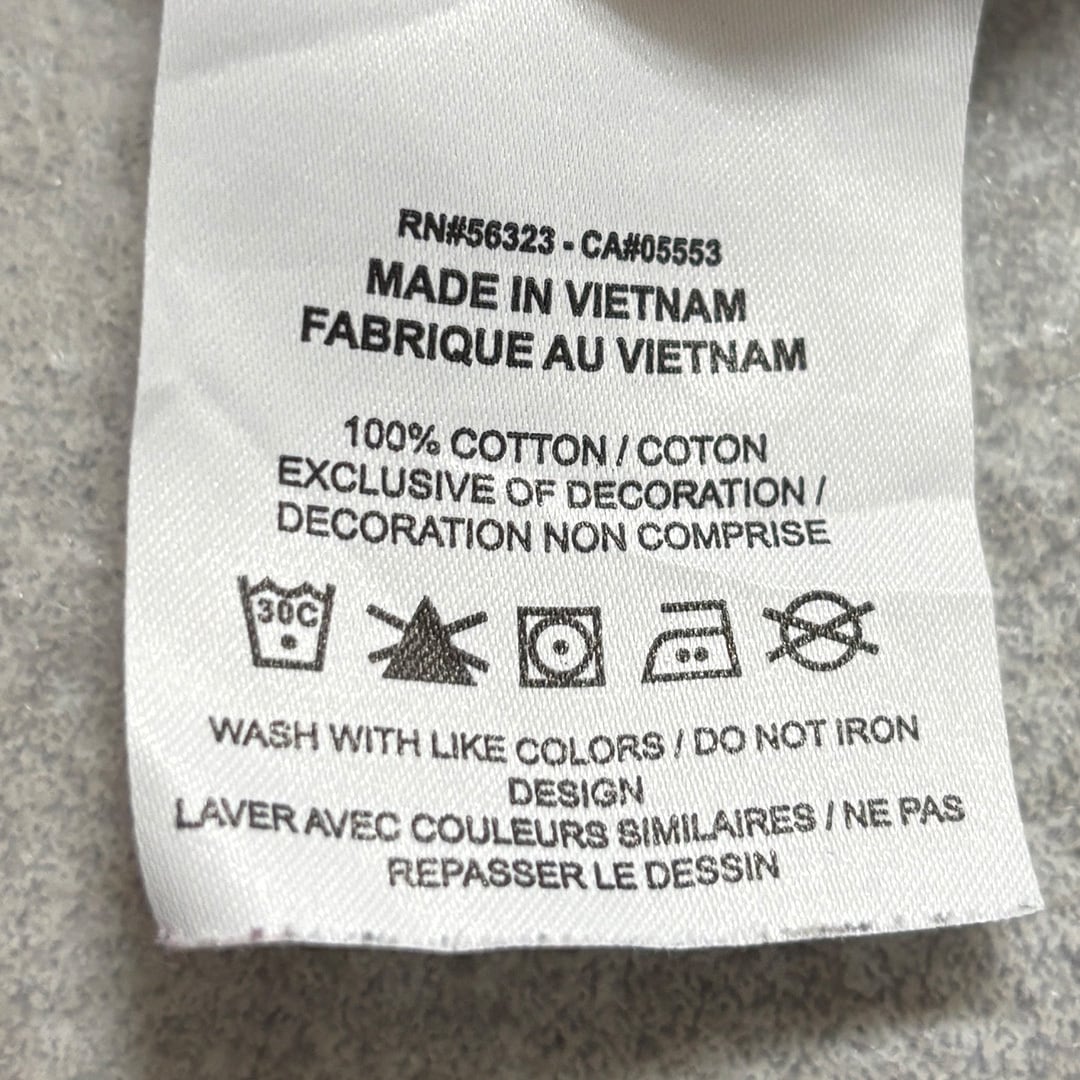 RN#56323 - CA#05553
MADE IN VIETNAM
FABRIQUE AU VIETNAM
100% COTTON / COTON
EXCLUSIVE OF DECORATION /
DECORATION NON COMPRISE
30C
WASH WITH LIKE COLORS / DO NOT IRON
DESIGN
LAVER AVEC COULEURS SIMILAIRES / NE PAS
REPASSER LE DESSIN